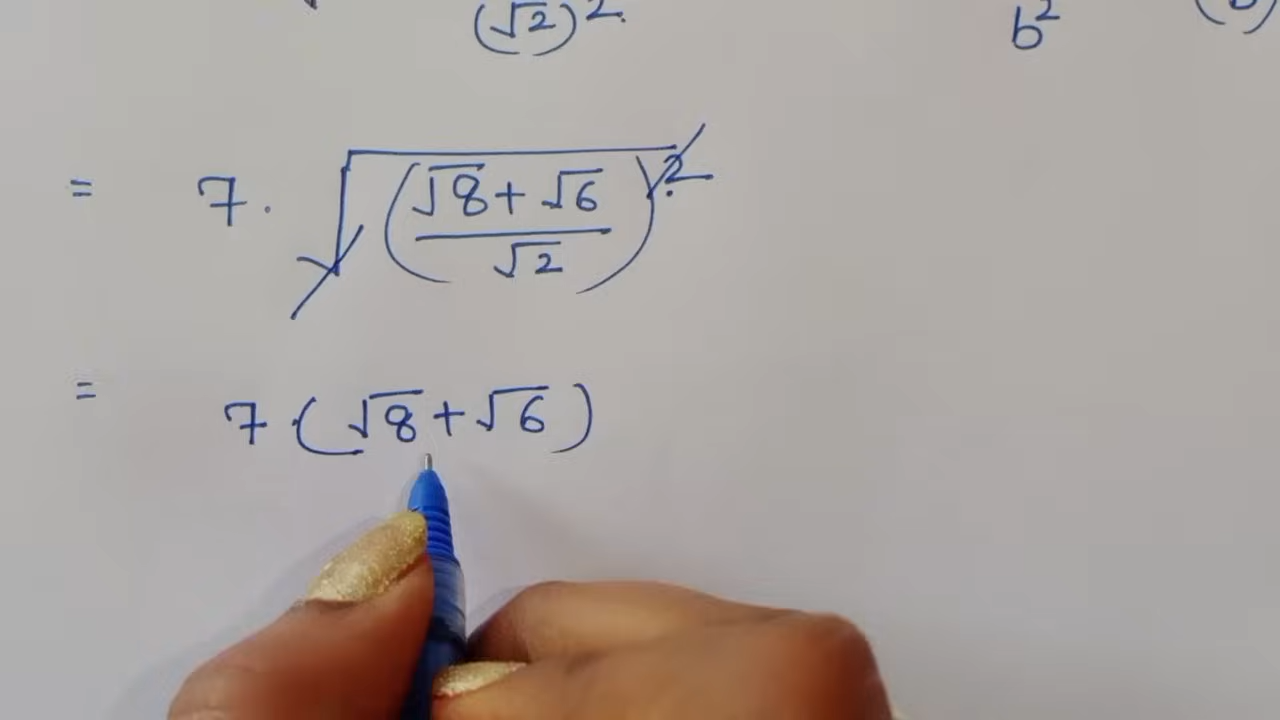 (√2)² b²
= 7. √((√8+√6)/√2)²
= 7 (√8+√6)